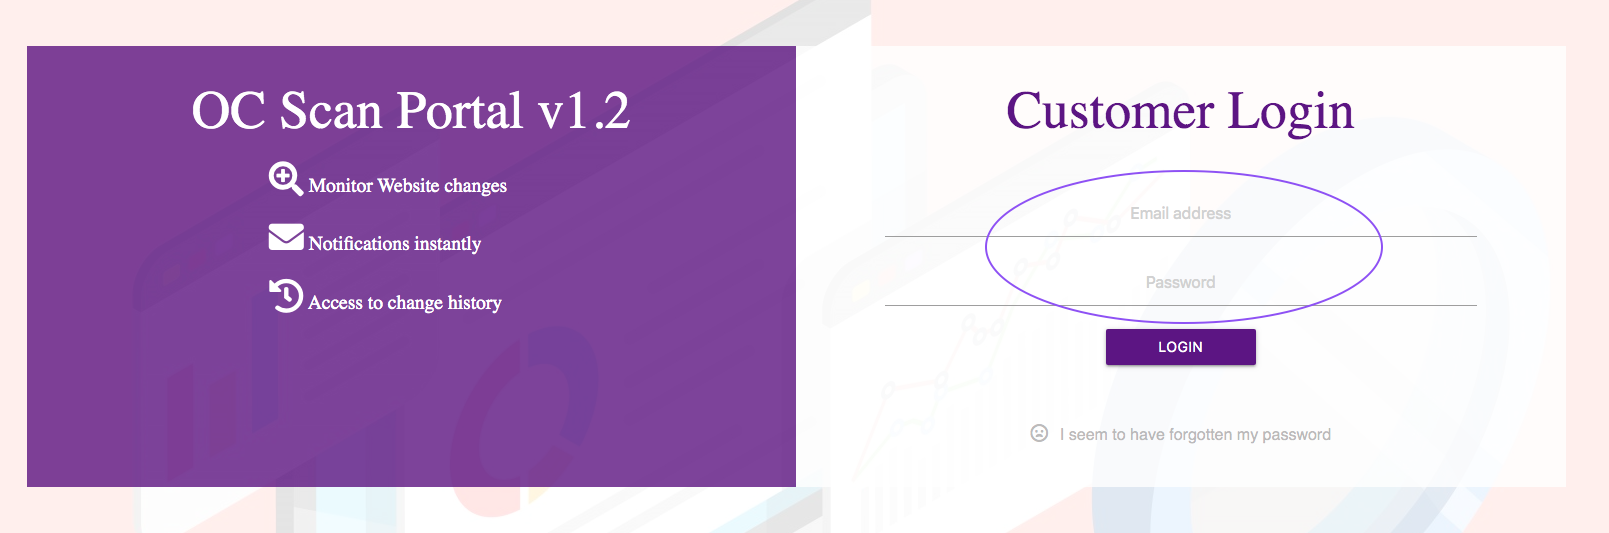 OC Scan Portal v1.2
Monitor Website changes
Notifications instantly
Access to change history
Customer Login
Email address
Password
LOGIN
I seem to have forgotten my password